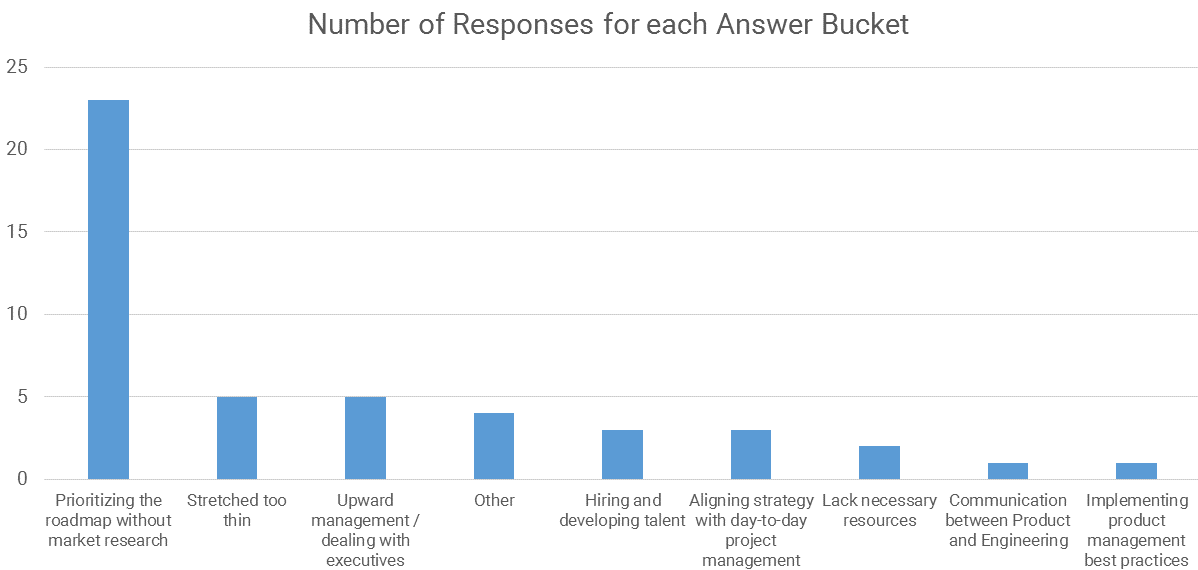 Number of Responses for each Answer Bucket
25
20
15
10
5
0
Prioritizing the
roadmap without
market research
Stretched too
thin
Upward
management /
dealing with
executives
Other
Hiring and
developing talent
Aligning strategy
with day-to-day
project
management
Lack necessary
resources
Communication
between Product
and Engineering
Implementing
product
management
best practices